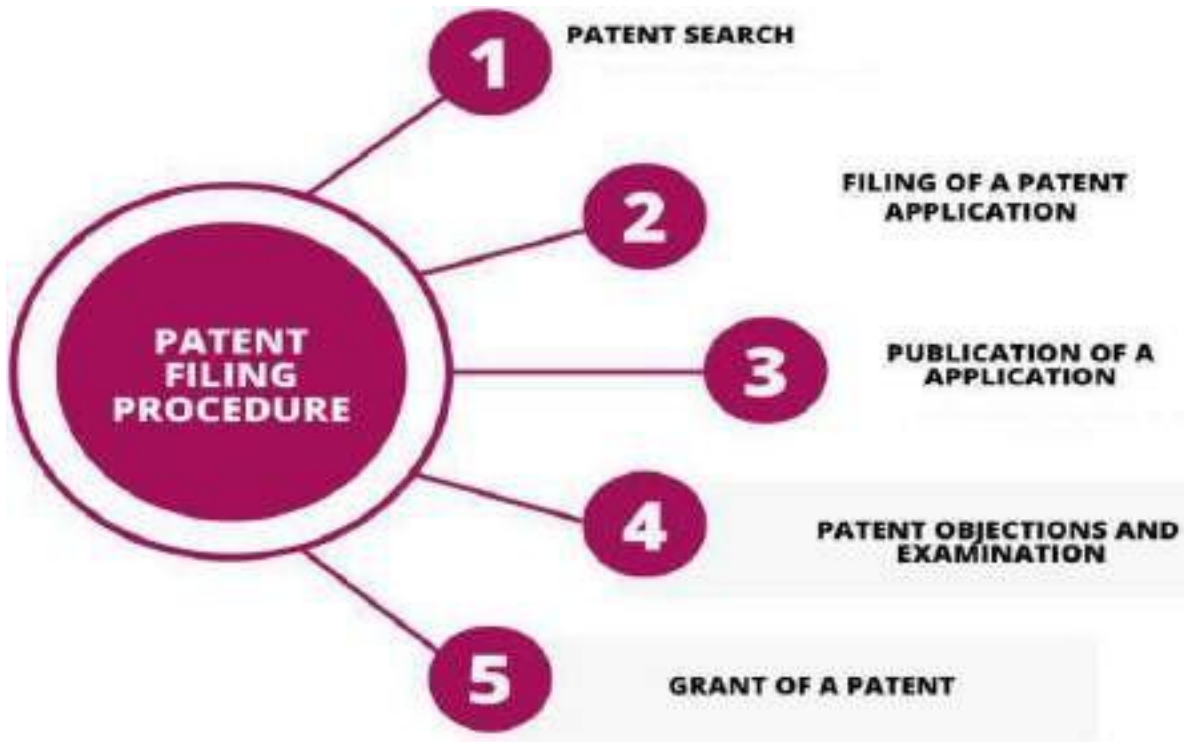 1
PATENT SEARCH
2
FILING OF A PATENT
APPLICATION
PATENT
FILING
PROCEDURE
3
PUBLICATION OF A
APPLICATION
4
PATENT OBJECTIONS AND
EXAMINATION
5
GRANT OF A PATENT